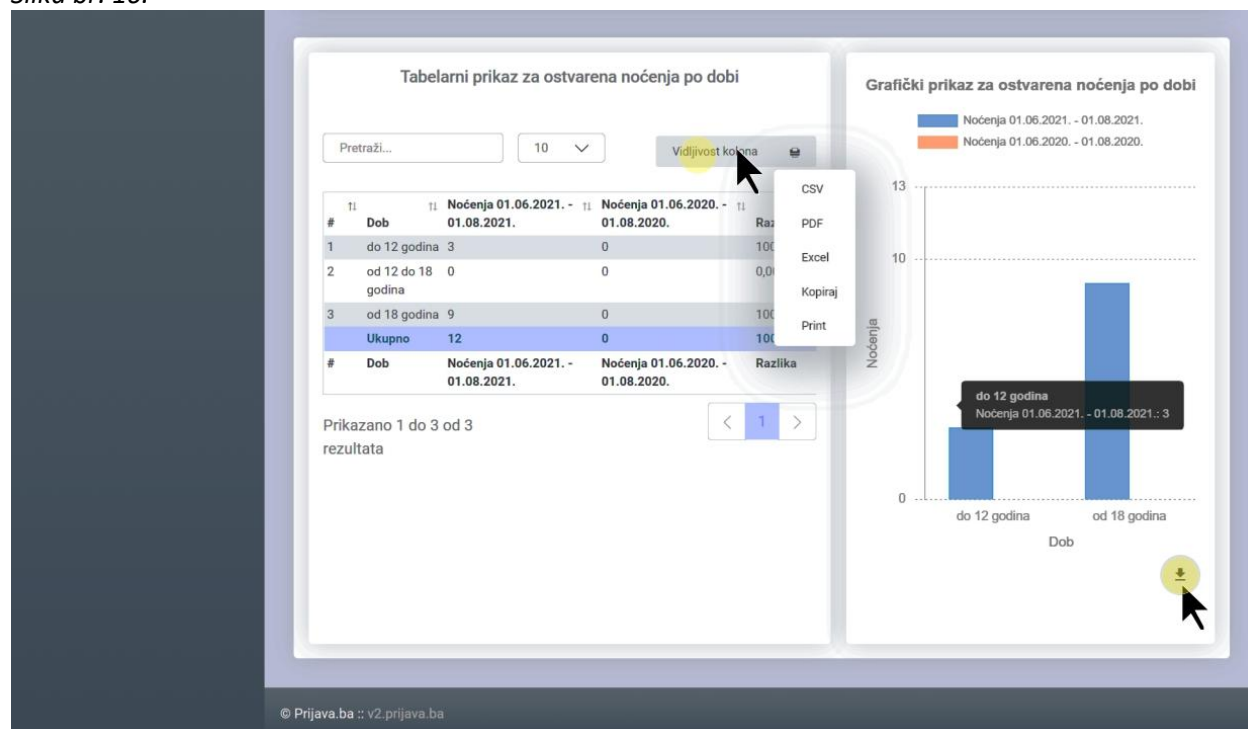 Tabelarni prikaz za ostvarena noćenja po dobi
Pretraži...
10
Vidljivost kolona
CSV
PDF
Excel
Kopiraj
Print
# Dob Noćenja 01.06.2021. - 01.08.2021. Noćenja 01.06.2020. - 01.08.2020.
1 do 12 godina 3 0
2 od 12 do 18 godina 0 0
3 od 18 godina 9 0
Ukupno 12 0
# Dob Noćenja 01.06.2021. - 01.08.2021. Noćenja 01.06.2020. - 01.08.2020. Razlika
Prikazano 1 do 3 od 3
rezultata
< 1 >
Grafički prikaz za ostvarena noćenja po dobi
Noćenja 01.06.2021. - 01.08.2021.
Noćenja 01.06.2020. - 01.08.2020.
13
10
Noćenja
do 12 godina
Noćenja 01.06.2021. - 01.08.2021.: 3
0
do 12 godina od 18 godina
Dob
© Prijava.ba :: v2.prijava.ba